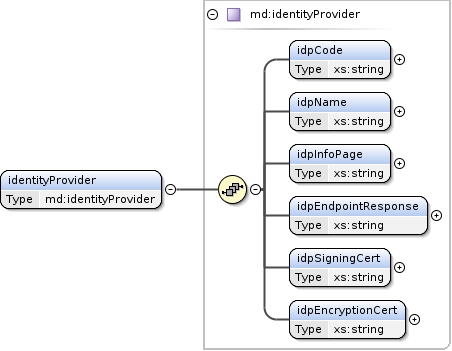 md:identityProvider
idpCode
Type xs:string
idpName
Type xs:string
idpInfoPage
Type xs:string
identityProvider
Type md:identityProvider
idpEndpointResponse
Type xs:string
idpSigningCert
Type xs:string
idpEncryptionCert
Type xs:string